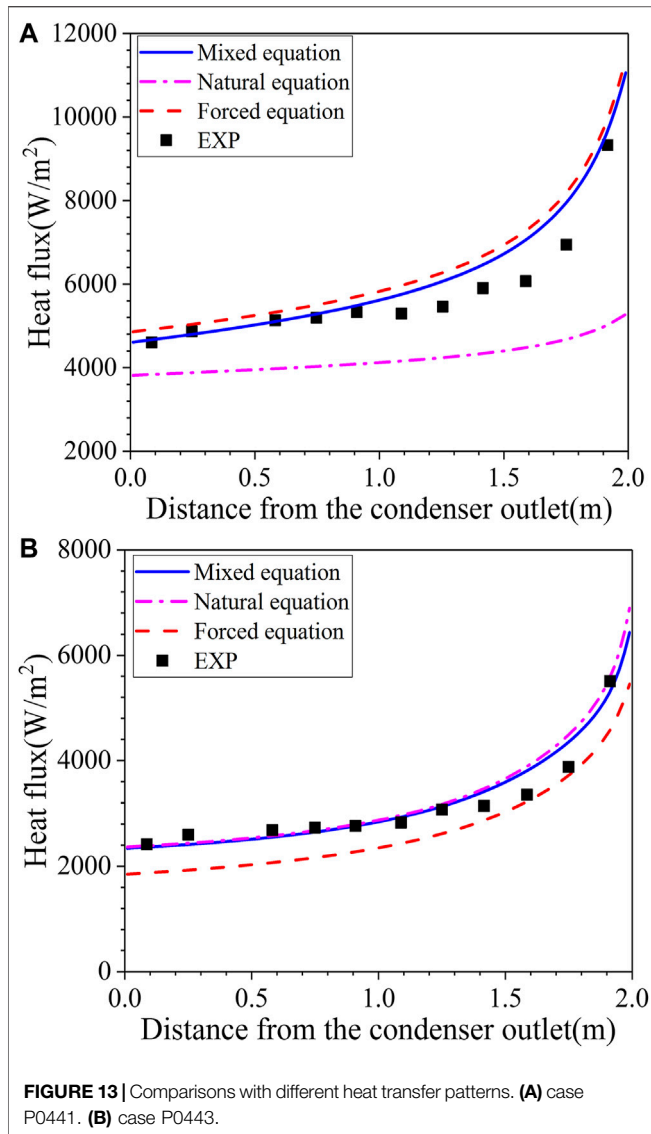 A
12000
10000
8000
6000
4000
2000
Heat flux(W/m²)
Mixed equation
Natural equation
Forced equation
EXP
0.0 0.5 1.0 1.5 2.0
Distance from the condenser outlet(m)
B
8000
6000
4000
2000
0
Heat flux(W/m²)
Mixed equation
Natural equation
Forced equation
EXP
0.0 0.5 1.0 1.5 2.0
Distance from the condenser outlet(m)
FIGURE 13 | Comparisons with different heat transfer patterns. (A) case
P0441. (B) case P0443.